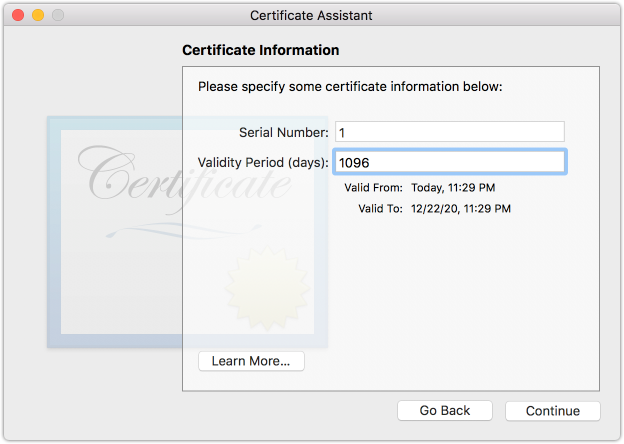 Certificate Assistant
Certificate Information
Please specify some certificate information below:
Serial Number: 1
Validity Period (days): 1096
Valid From: Today, 11:29 PM
Valid To: 12/22/20, 11:29 PM
Certificate
Learn More...
Go Back Continue